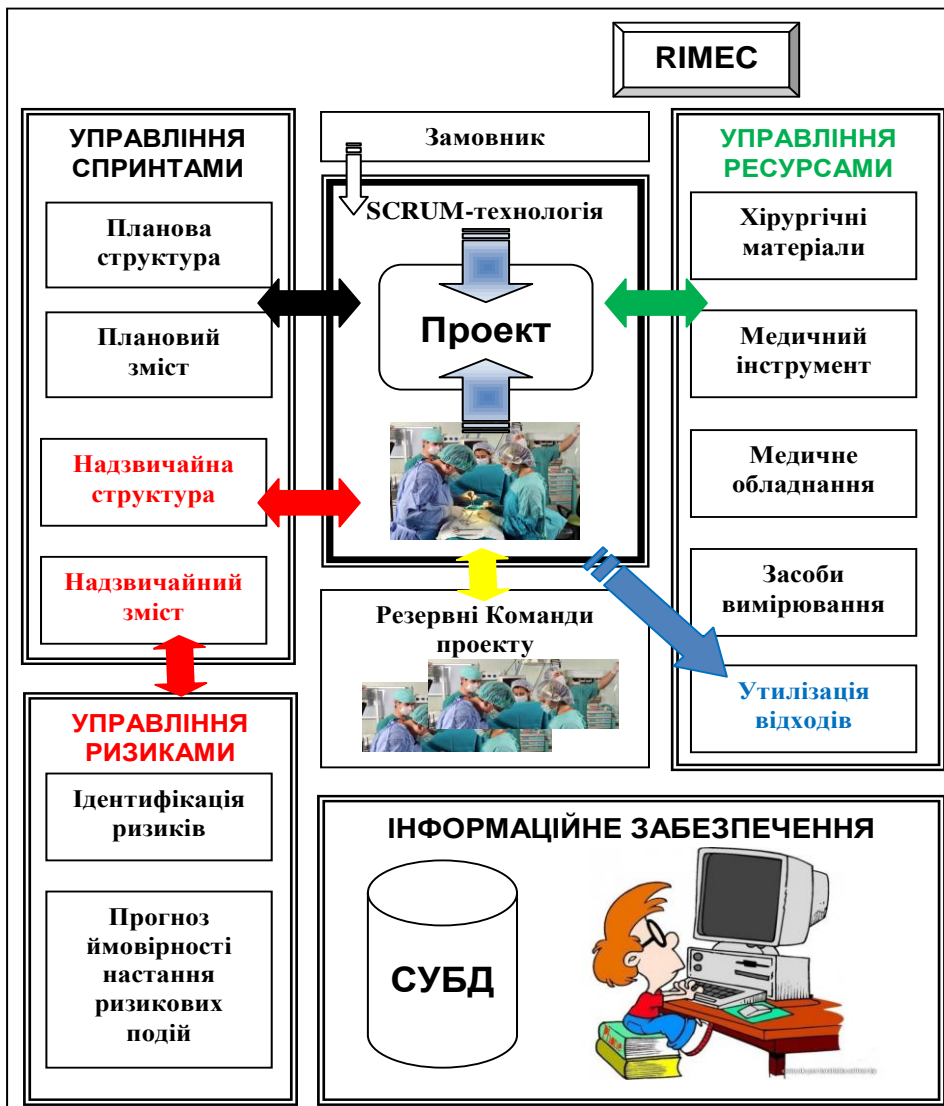 RIMEC
УПРАВЛІННЯ
СПРИНТАМИ
Планова
структура
Плановий
зміст
Надзвичайна
структура
Надзвичайний
зміст
УПРАВЛІННЯ
РИЗИКАМИ
Ідентифікація
ризиків
Прогноз
ймовірності
настання
ризикових
подій
Замовник
SCRUM-технологія
Проект
Резервні Команди
проекту
УПРАВЛІННЯ
РЕСУРСАМИ
Хірургічні
матеріали
Медичний
інструмент
Медичне
обладнання
Засоби
вимірювання
Утилізація
відходів
ІНФОРМАЦІЙНЕ ЗАБЕЗПЕЧЕННЯ
СУБД